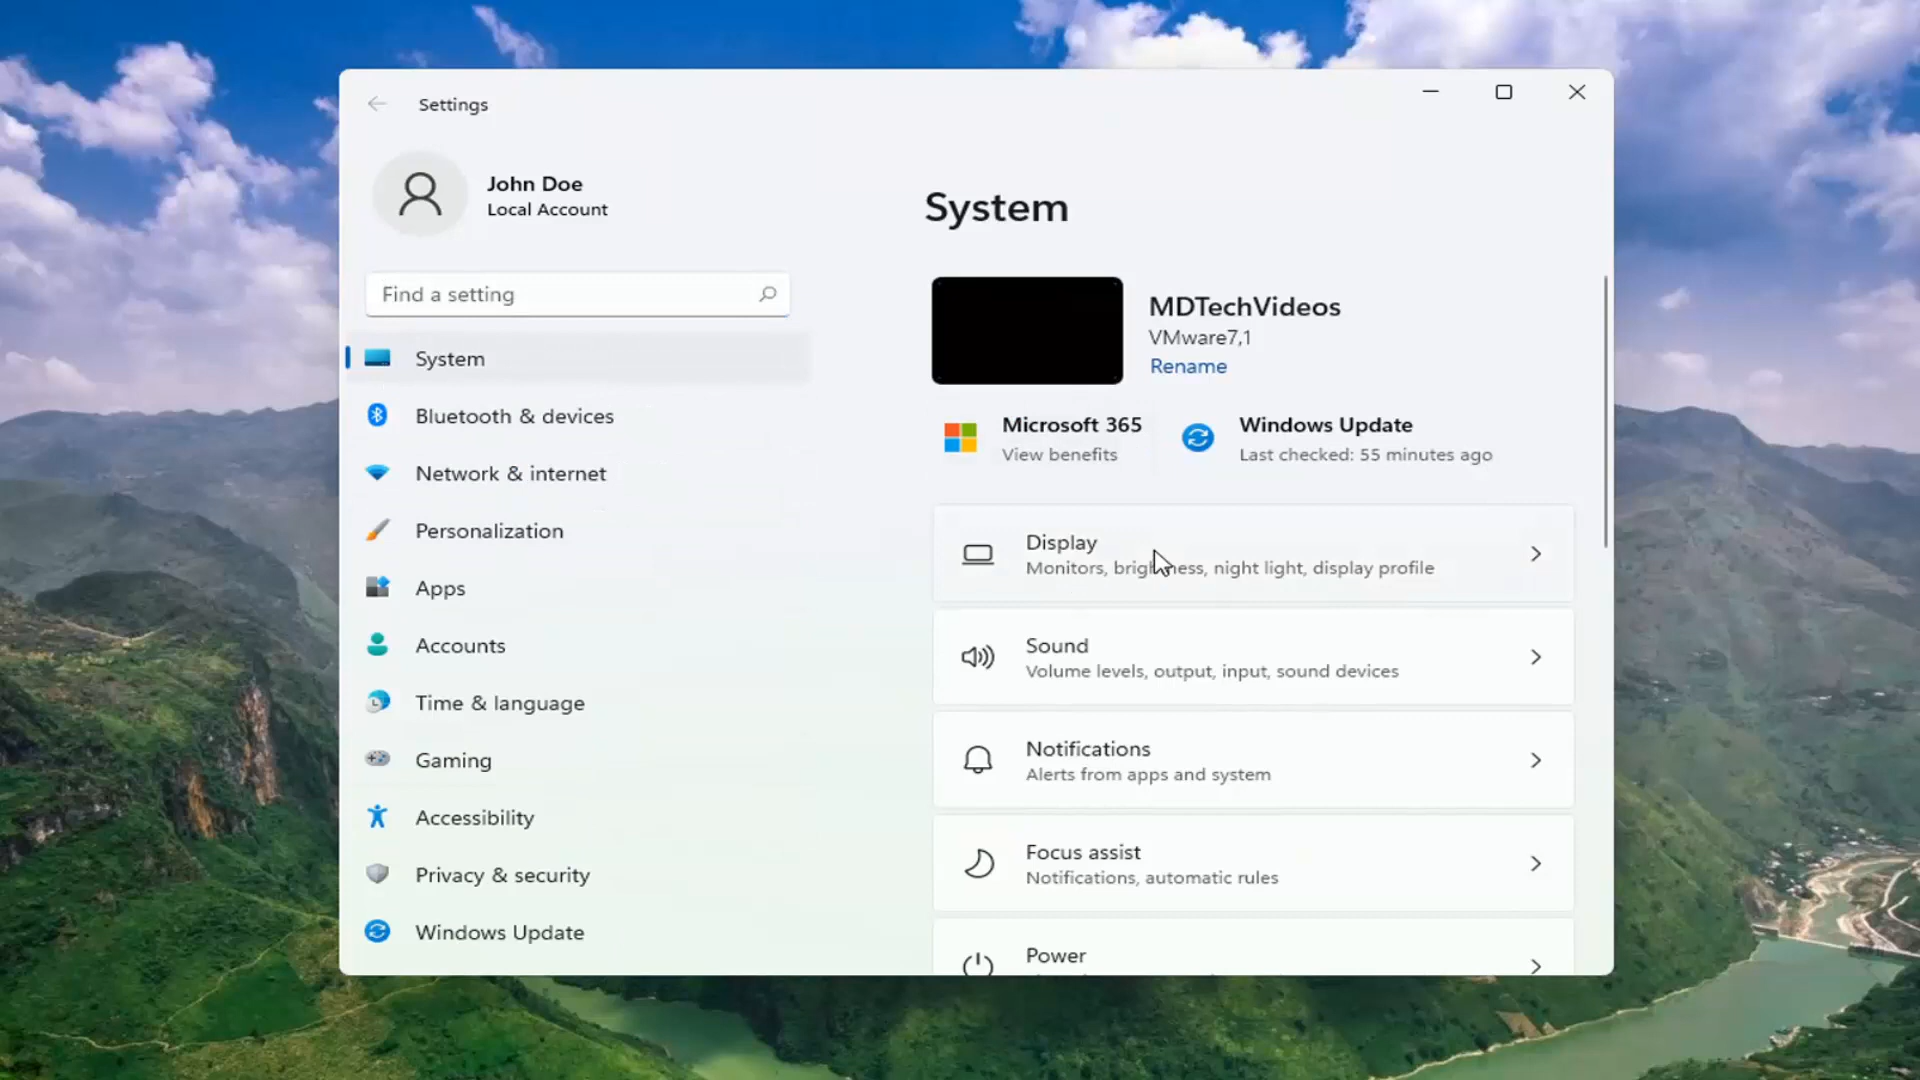 Settings
John Doe
Local Account
Find a setting
System
Bluetooth & devices
Network & internet
Personalization
Apps
Accounts
Time & language
Gaming
Accessibility
Privacy & security
Windows Update
System
MDTechVideos
VMware7,1
Rename
Microsoft 365
View benefits
Windows Update
Last checked: 55 minutes ago
Display
Monitors, brightness, night light, display profile
Sound
Volume levels, output, input, sound devices
Notifications
Alerts from apps and system
Focus assist
Notifications, automatic rules
Power